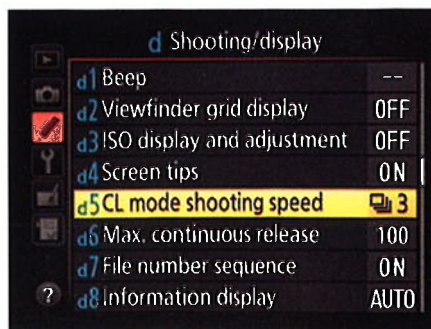 d Shooting/display
d1 Beep --
d2 Viewfinder grid display OFF
d3 ISO display and adjustment OFF
d4 Screen tips ON
d5 CL mode shooting speed 3
d6 Max. continuous release 100
d7 File number sequence ON
? d8 Information display AUTO